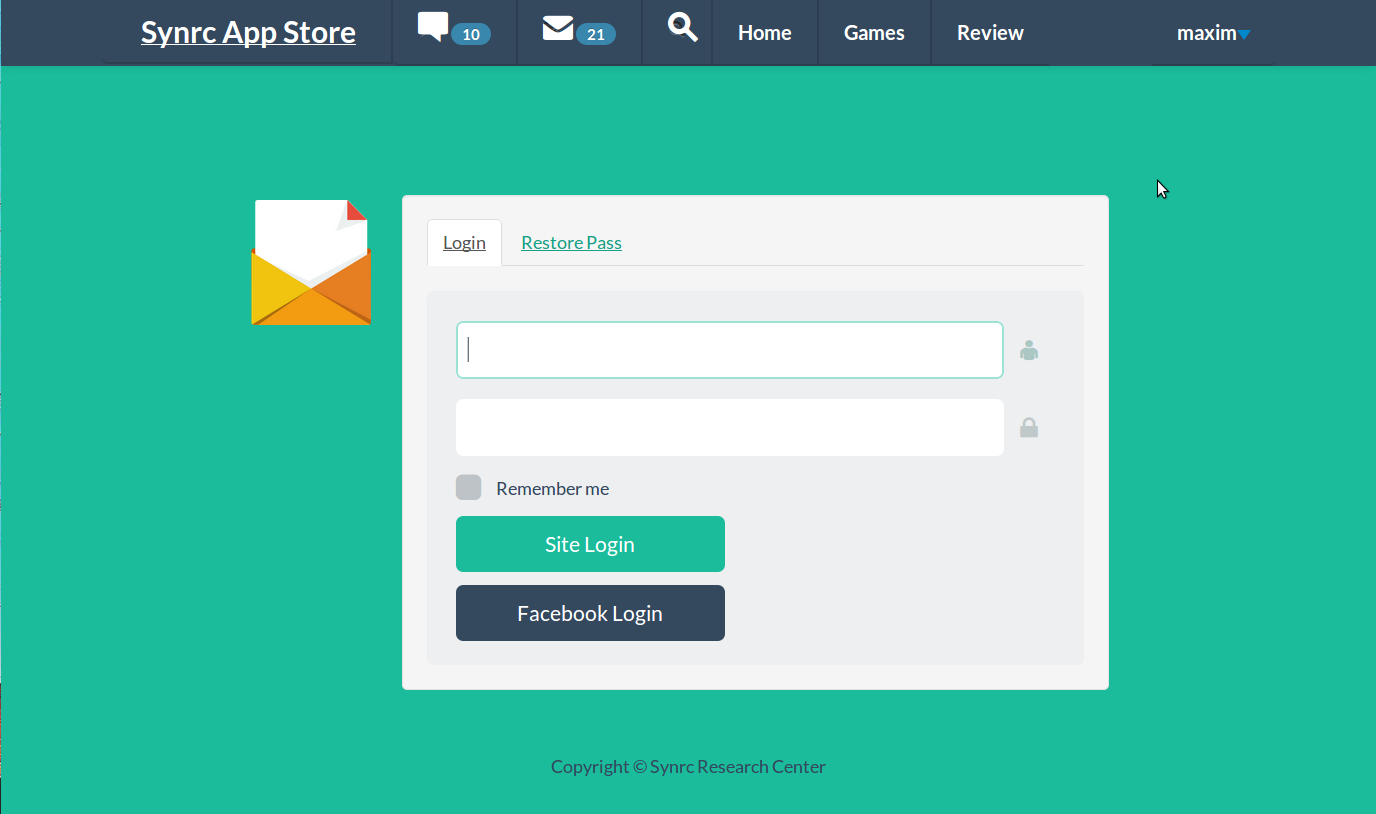 Synrc App Store 10 21 Home Games Review maxim
Login Restore Pass
Remember me
Site Login
Facebook Login
Copyright © Synrc Research Center